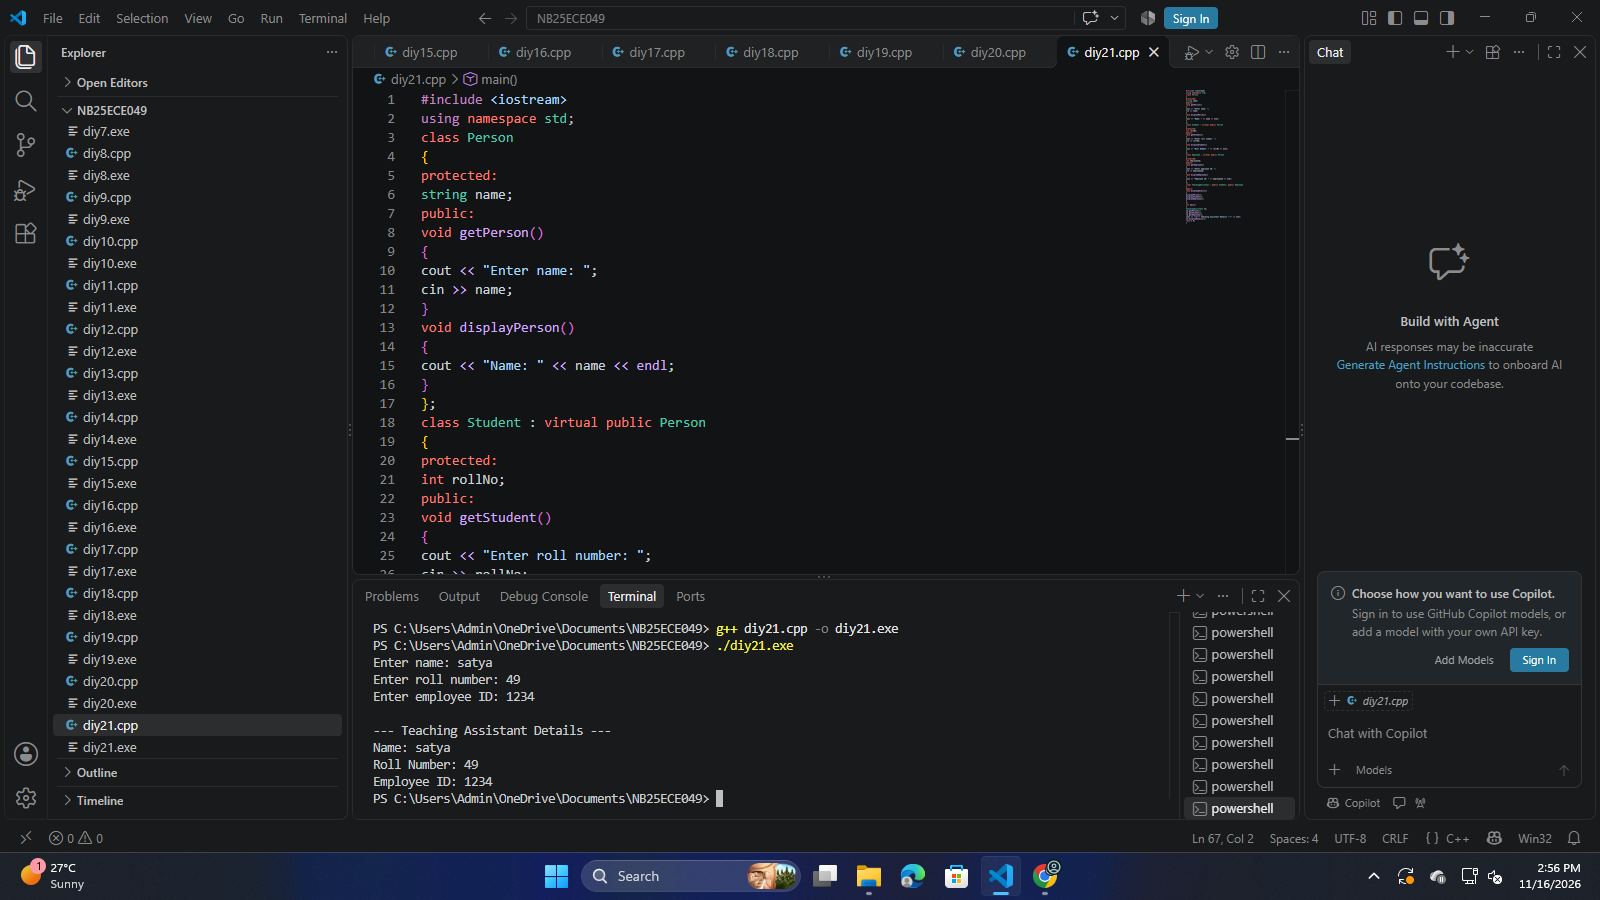 File Edit Selection View Go Run Terminal Help
NB25ECE049
Sign In
Explorer
Open Editors
NB25ECE049
diy7.exe
diy8.cpp
diy8.exe
diy9.cpp
diy9.exe
diy10.cpp
diy10.exe
diy11.cpp
diy11.exe
diy12.cpp
diy12.exe
diy13.cpp
diy13.exe
diy14.cpp
diy14.exe
diy15.cpp
diy15.exe
diy16.cpp
diy16.exe
diy17.cpp
diy17.exe
diy18.cpp
diy18.exe
diy19.cpp
diy19.exe
diy20.cpp
diy20.exe
diy21.cpp
diy21.exe
Outline
Timeline
diy15.cpp diy16.cpp diy17.cpp diy18.cpp diy19.cpp diy20.cpp diy21.cpp
diy21.cpp > main()
1 #include <iostream>
2 using namespace std;
3 class Person
4 {
5 protected:
6 string name;
7 public:
8 void getPerson()
9 {
10 cout << "Enter name: ";
11 cin >> name;
12 }
13 void displayPerson()
14 {
15 cout << "Name: " << name << endl;
16 }
17 };
18 class Student : virtual public Person
19 {
20 protected:
21 int rollNo;
22 public:
23 void getStudent()
24 {
25 cout << "Enter roll number: ";
26 cin >> rollNo;
Problems Output Debug Console Terminal Ports
PS C:\Users\Admin\OneDrive\Documents\NB25ECE049> g++ diy21.cpp -o diy21.exe
PS C:\Users\Admin\OneDrive\Documents\NB25ECE049> ./diy21.exe
Enter name: satya
Enter roll number: 49
Enter employee ID: 1234
--- Teaching Assistant Details ---
Name: satya
Roll Number: 49
Employee ID: 1234
PS C:\Users\Admin\OneDrive\Documents\NB25ECE049>
powershell
powershell
powershell
powershell
powershell
powershell
powershell
powershell
powershell
powershell
Chat
Build with Agent
AI responses may be inaccurate
Generate Agent Instructions to onboard AI
onto your codebase.
Choose how you want to use Copilot.
Sign in to use GitHub Copilot models, or
add a model with your own API key.
Add Models Sign In
diy21.cpp
Chat with Copilot
Models
Copilot
0 0
Ln 67, Col 2 Spaces: 4 UTF-8 CRLF { } C++ Win32
1
27°C
Sunny
Search
2:56 PM
11/16/2026